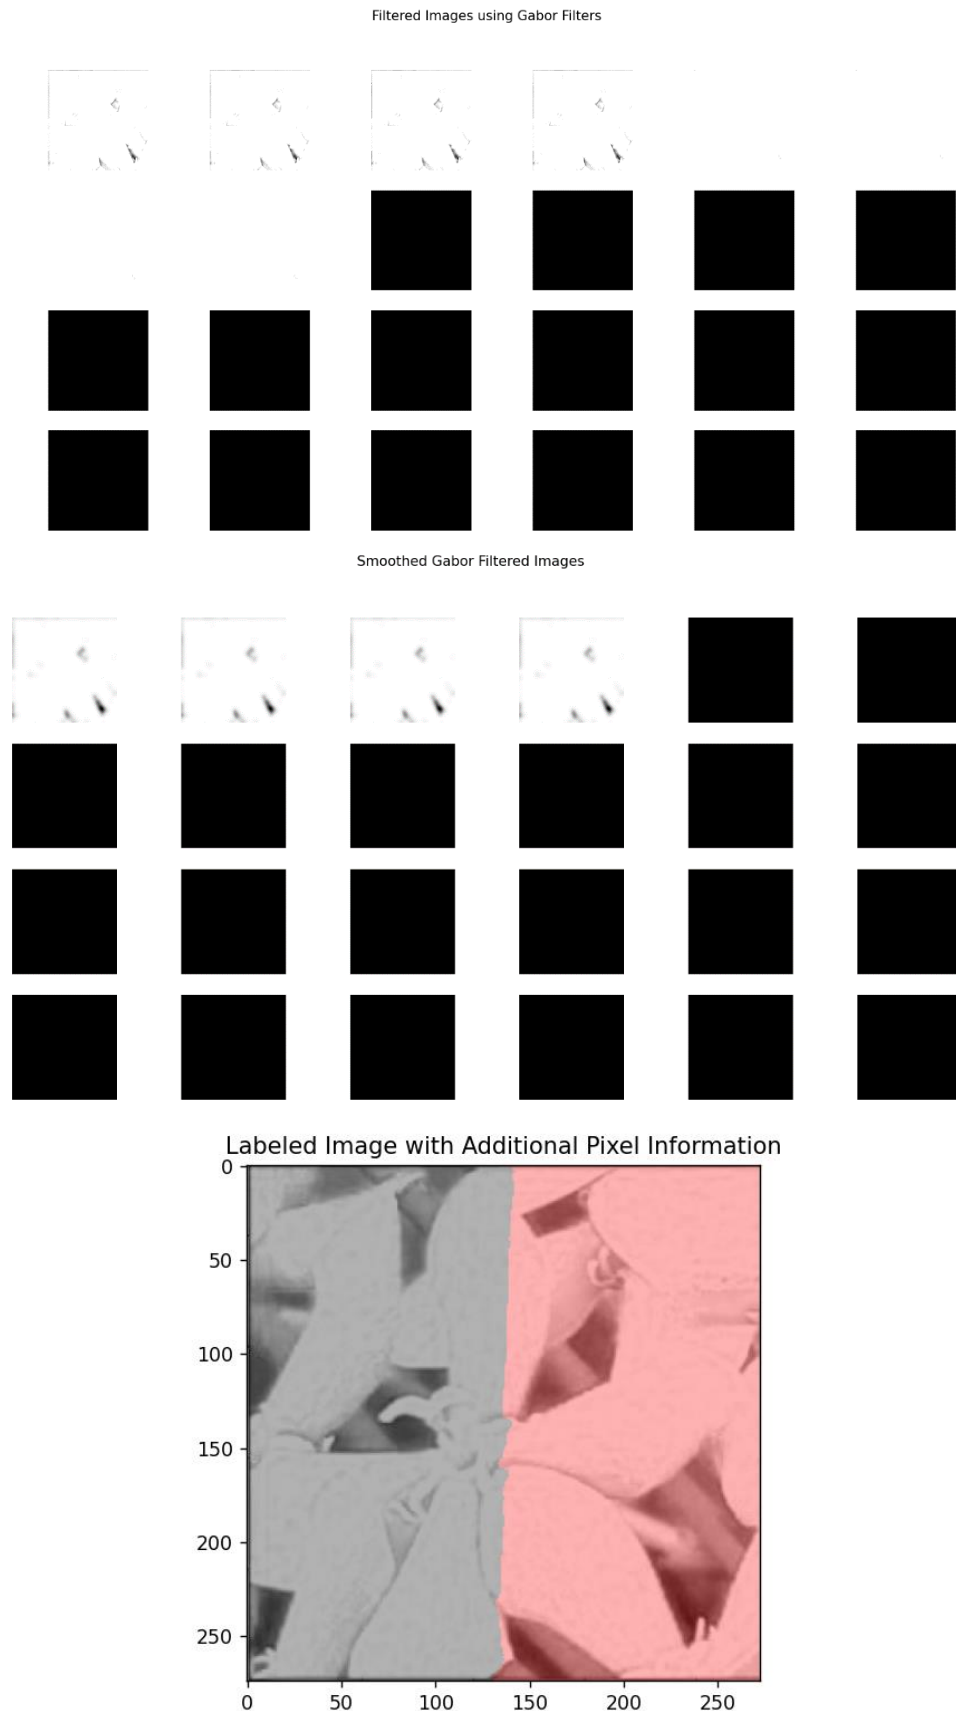 Filtered Images using Gabor Filters
Smoothed Gabor Filtered Images
Labeled Image with Additional Pixel Information
0
50
100
150
200
250
0 50 100 150 200 250